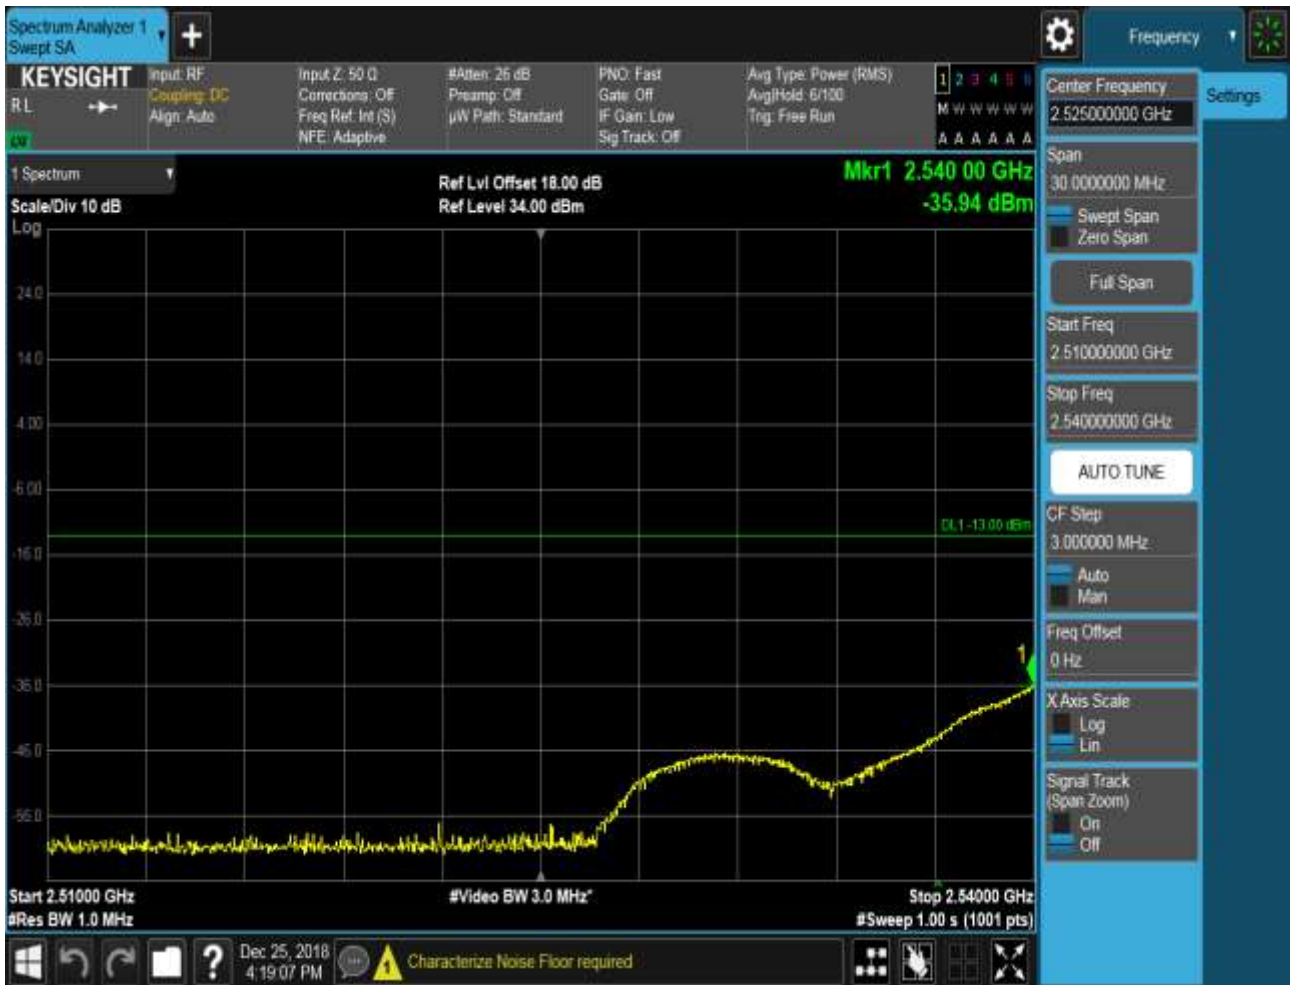 Spectrum Analyzer 1
Swept SA
Frequency
KEYSIGHT
R L
Input: RF
Coupling: DC
Align: Auto
Input Z: 50 Ω
Corrections: Off
Freq Ref: Int (S)
NFE: Adaptive
#Atten: 26 dB
Preamp: Off
µW Path: Standard
PNO: Fast
Gate: Off
IF Gain: Low
Sig Track: Off
Avg Type: Power (RMS)
Avg|Hold: 6/100
Trig: Free Run
1 2 3 4 5 6
M W W W W W
A A A A A A
1 Spectrum
Scale/Div 10 dB
Log
Ref Lvl Offset 18.00 dB
Ref Level 34.00 dBm
Mkr1 2.540 00 GHz
-35.94 dBm
24.0
14.0
4.00
-6.00
DL1 -13.00 dBm
-16.0
-26.0
1
-36.0
-46.0
-56.0
Start 2.51000 GHz
#Video BW 3.0 MHz*
Stop 2.54000 GHz
#Res BW 1.0 MHz
#Sweep 1.00 s (1001 pts)
Center Frequency
2.525000000 GHz
Settings
Span
30.0000000 MHz
Swept Span
Zero Span
Full Span
Start Freq
2.510000000 GHz
Stop Freq
2.540000000 GHz
AUTO TUNE
CF Step
3.000000 MHz
Auto
Man
Freq Offset
0 Hz
X Axis Scale
Log
Lin
Signal Track
(Span Zoom)
On
Off
?
Dec 25, 2018
4:19:07 PM
1
Characterize Noise Floor required